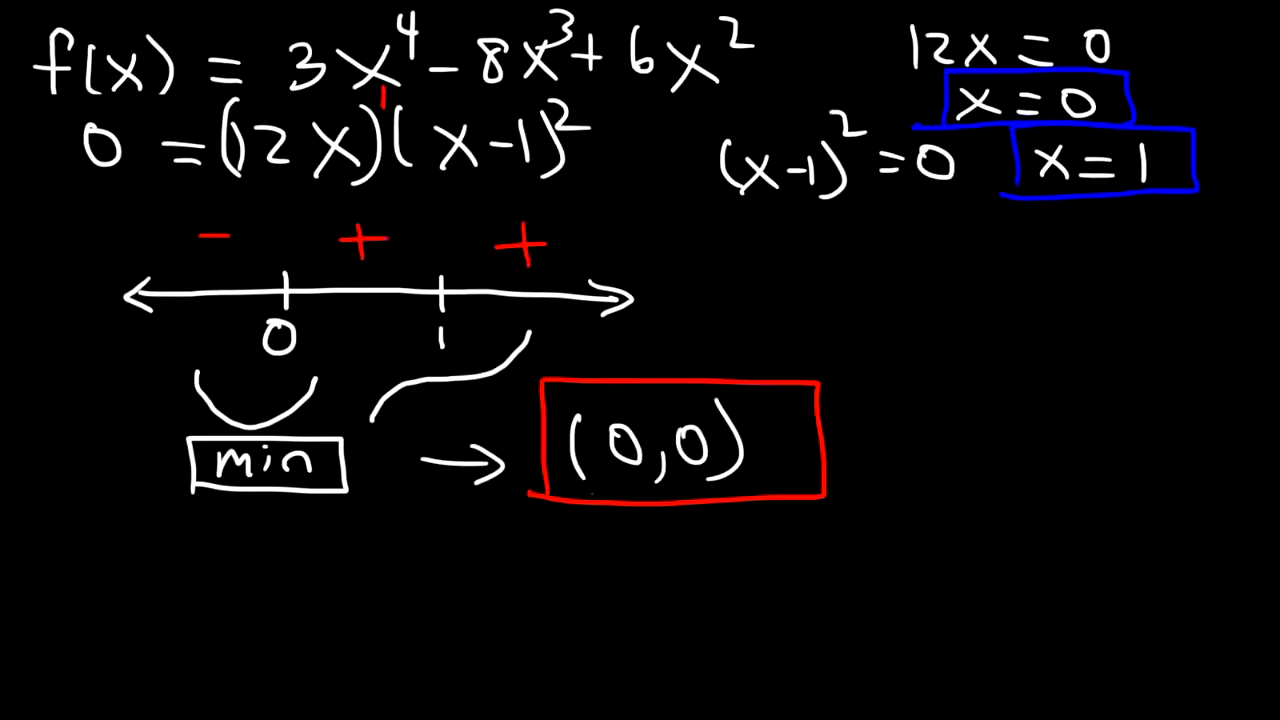 f(x) = 3x⁴ - 8x³ + 6x²
0 = (12x)(x-1)²
12x = 0
x = 0
(x-1)² = 0 x = 1
- + +
0 1
min → (0,0)